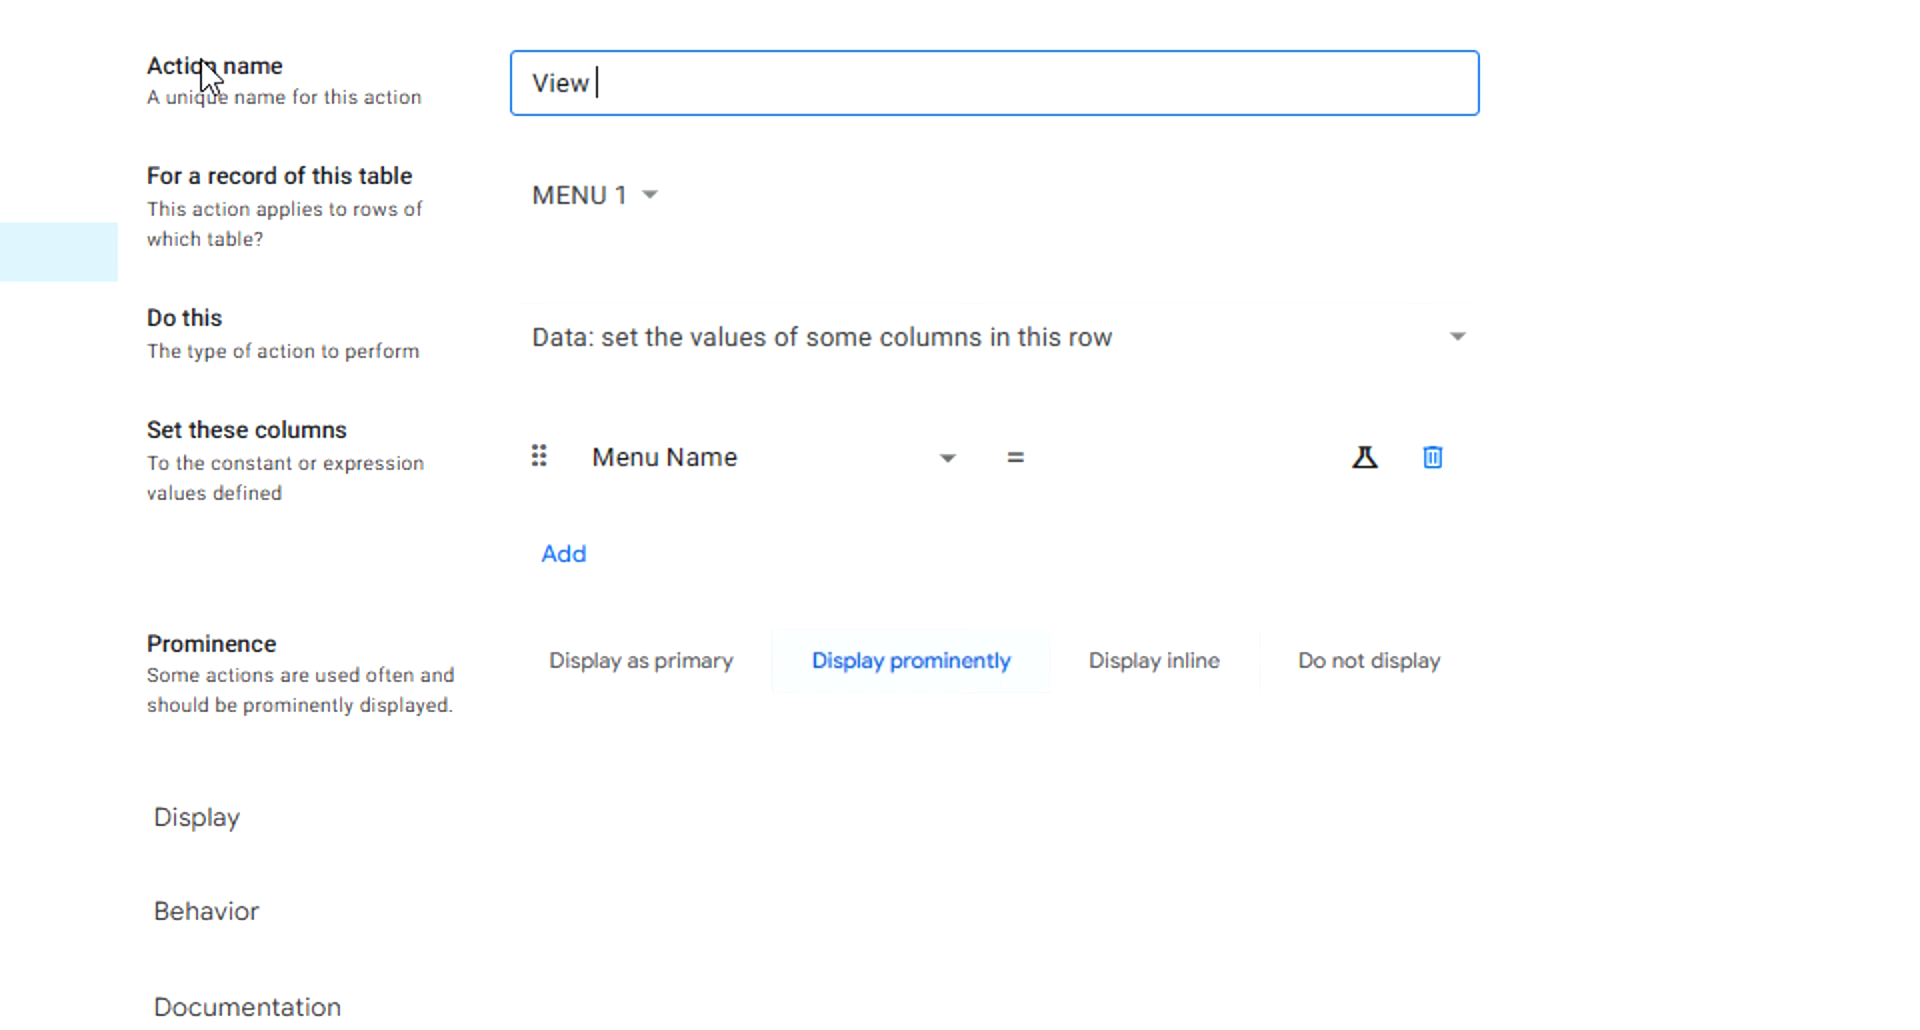 Action name
A unique name for this action
View
For a record of this table
This action applies to rows of
which table?
MENU 1
Do this
The type of action to perform
Data: set the values of some columns in this row
Set these columns
To the constant or expression
values defined
Menu Name
=
Add
Prominence
Some actions are used often and
should be prominently displayed.
Display as primary
Display prominently
Display inline
Do not display
Display
Behavior
Documentation